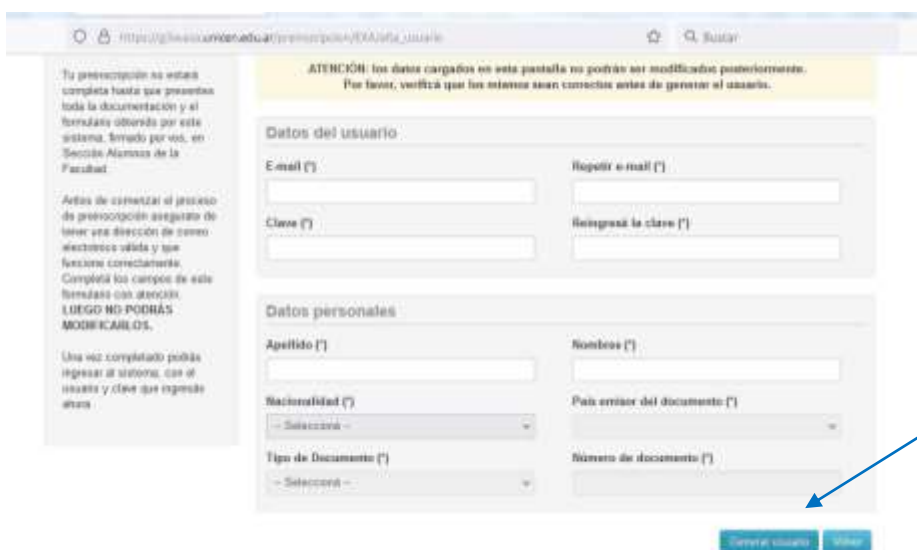 unicen.edu.ar/preinscripcion/EXA/alta_usuario
Buscar
Tu preinscripción no estará
completa hasta que presentes
toda la documentación y el
formulario obtenido por este
sistema, firmado por vos, en
Sección Alumnos de la
Facultad.
Antes de comenzar el proceso
de preinscripción asegurate de
tener una dirección de correo
electrónico válida y que
funcione correctamente.
Completá los campos de este
formulario con atención.
LUEGO NO PODRÁS
MODIFICARLOS.
Una vez completado podrás
ingresar al sistema, con el
usuario y clave que ingreses
ahora.
ATENCIÓN: los datos cargados en esta pantalla no podrán ser modificados posteriormente.
Por favor, verificá que los mismos sean correctos antes de generar el usuario.
Datos del usuario
E-mail (*)
Repetir e-mail (*)
Clave (*)
Reingresá la clave (*)
Datos personales
Apellido (*)
Nombres (*)
Nacionalidad (*)
País emisor del documento (*)
-- Seleccioná --
Tipo de Documento (*)
Número de documento (*)
-- Seleccioná --
Generar usuario
Volver